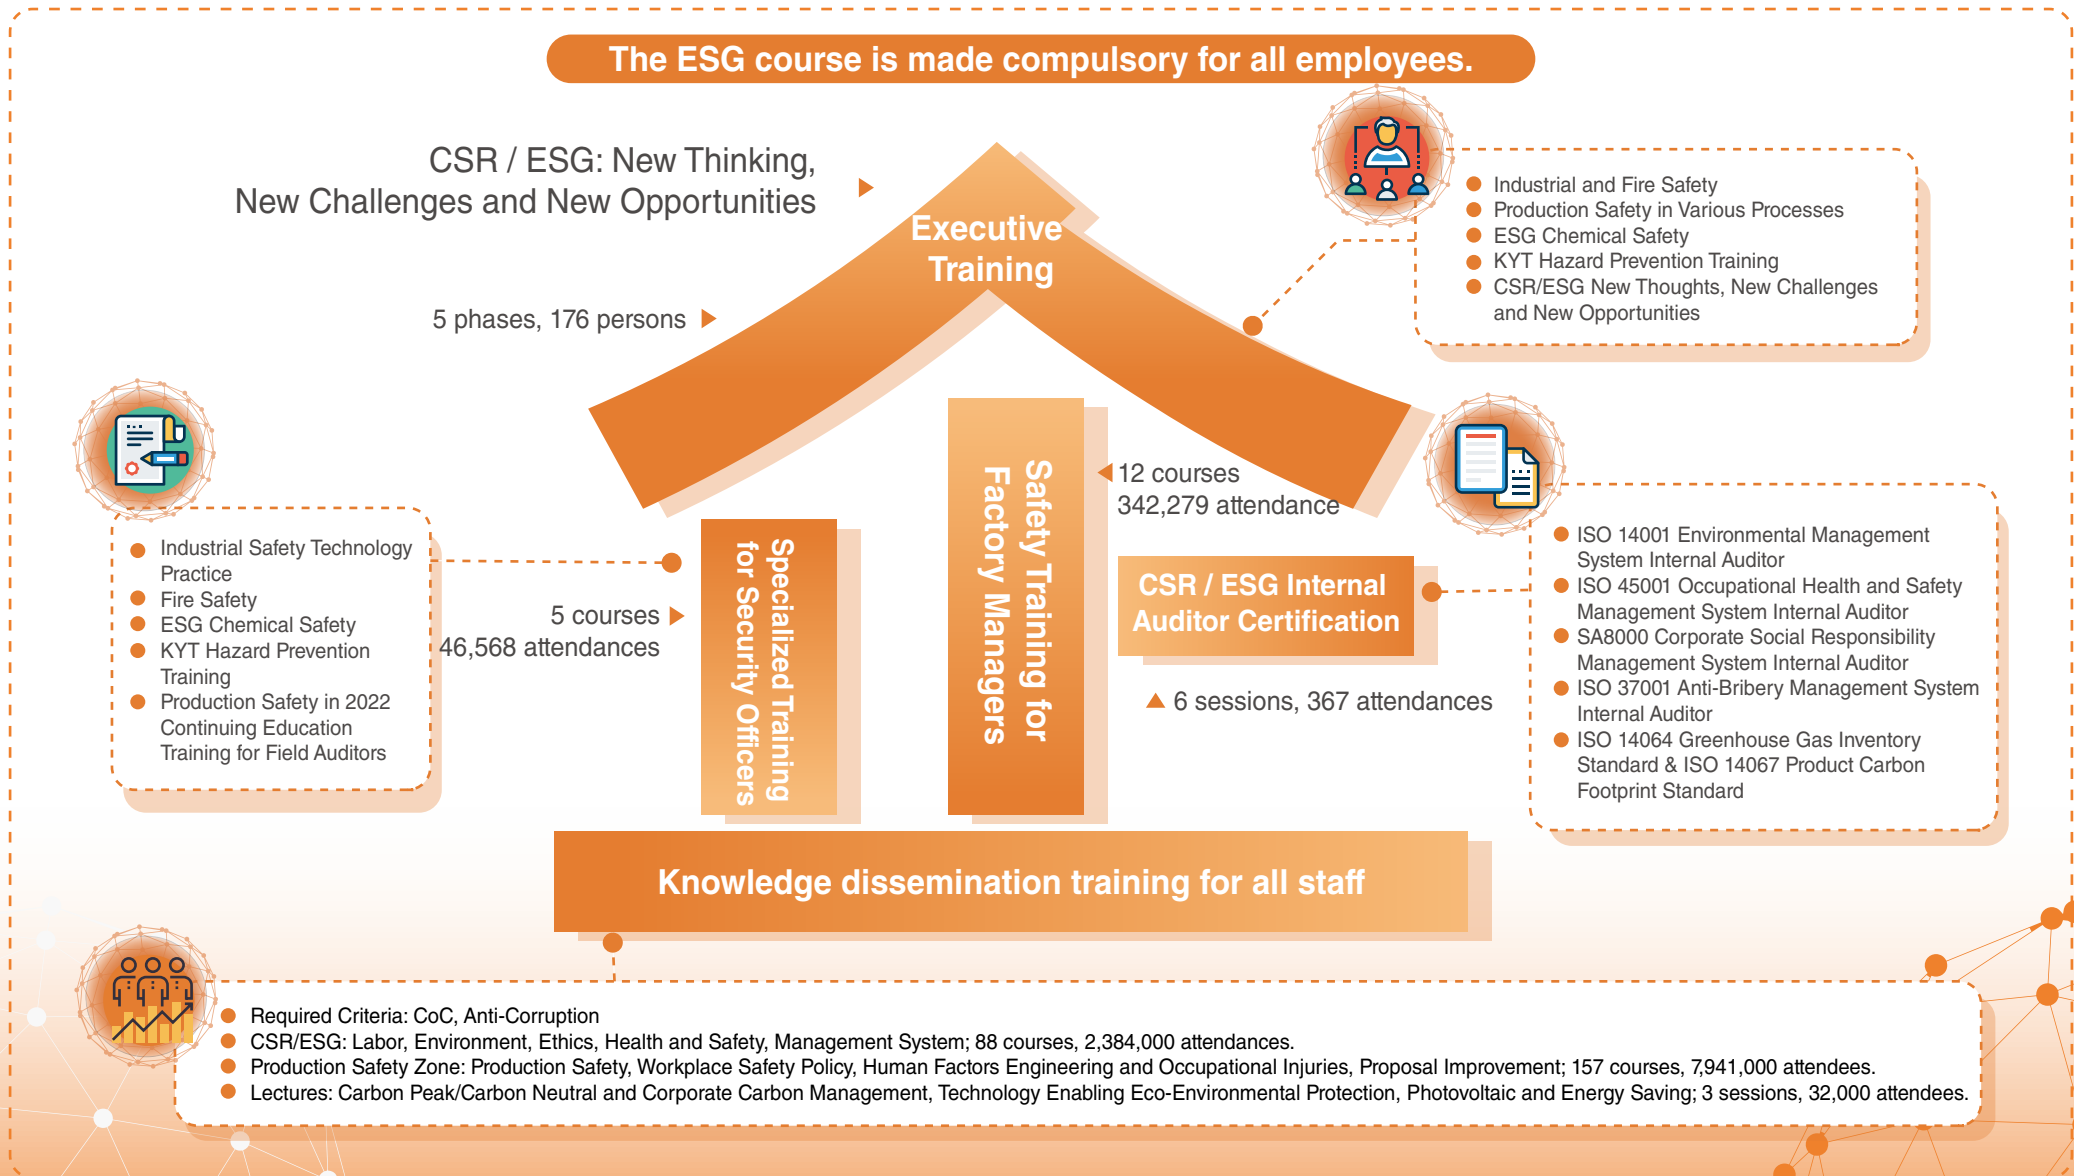 The ESG course is made compulsory for all employees.
CSR / ESG: New Thinking,
New Challenges and New Opportunities
Executive
Training
5 phases, 176 persons
Industrial and Fire Safety
Production Safety in Various Processes
ESG Chemical Safety
KYT Hazard Prevention Training
CSR/ESG New Thoughts, New Challenges
and New Opportunities
Industrial Safety Technology
Practice
Fire Safety
ESG Chemical Safety
KYT Hazard Prevention
Training
Production Safety in 2022
Continuing Education
Training for Field Auditors
5 courses
46,568 attendances
Specialized Training
for Security Officers
Safety Training for
Factory Managers
12 courses
342,279 attendance
CSR / ESG Internal
Auditor Certification
6 sessions, 367 attendances
ISO 14001 Environmental Management
System Internal Auditor
ISO 45001 Occupational Health and Safety
Management System Internal Auditor
SA8000 Corporate Social Responsibility
Management System Internal Auditor
ISO 37001 Anti-Bribery Management System
Internal Auditor
ISO 14064 Greenhouse Gas Inventory
Standard & ISO 14067 Product Carbon
Footprint Standard
Knowledge dissemination training for all staff
Required Criteria: CoC, Anti-Corruption
CSR/ESG: Labor, Environment, Ethics, Health and Safety, Management System; 88 courses, 2,384,000 attendances.
Production Safety Zone: Production Safety, Workplace Safety Policy, Human Factors Engineering and Occupational Injuries, Proposal Improvement; 157 courses, 7,941,000 attendees.
Lectures: Carbon Peak/Carbon Neutral and Corporate Carbon Management, Technology Enabling Eco-Environmental Protection, Photovoltaic and Energy Saving; 3 sessions, 32,000 attendees.